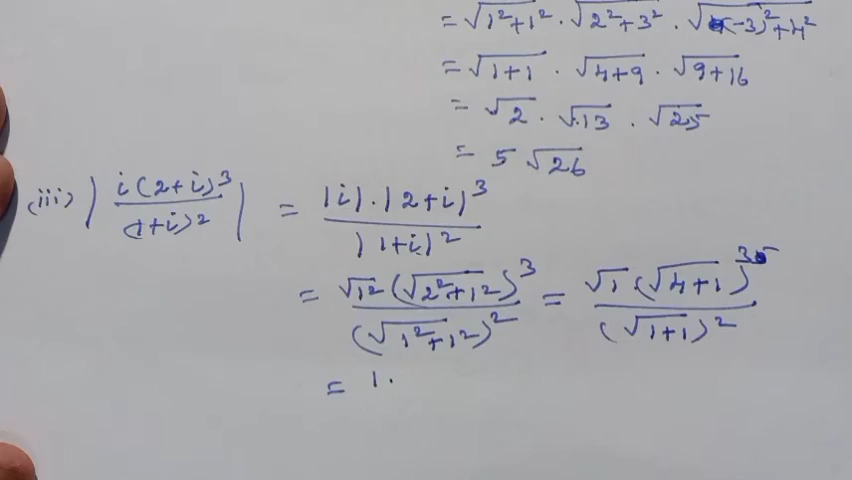 = √1²+1² · √2²+3² · √(-3)²+4²
= √1+1 · √4+9 · √9+16
= √2 · √13 · √25
= 5 √26
(iii) | i(2+i)³ / (1+i)² | = |i|·|2+i|³ / |1+i|²
= √1² (√2²+1²)³ / (√1²+1²)² = √1 (√4+1)³ / (√1+1)²
= 1·